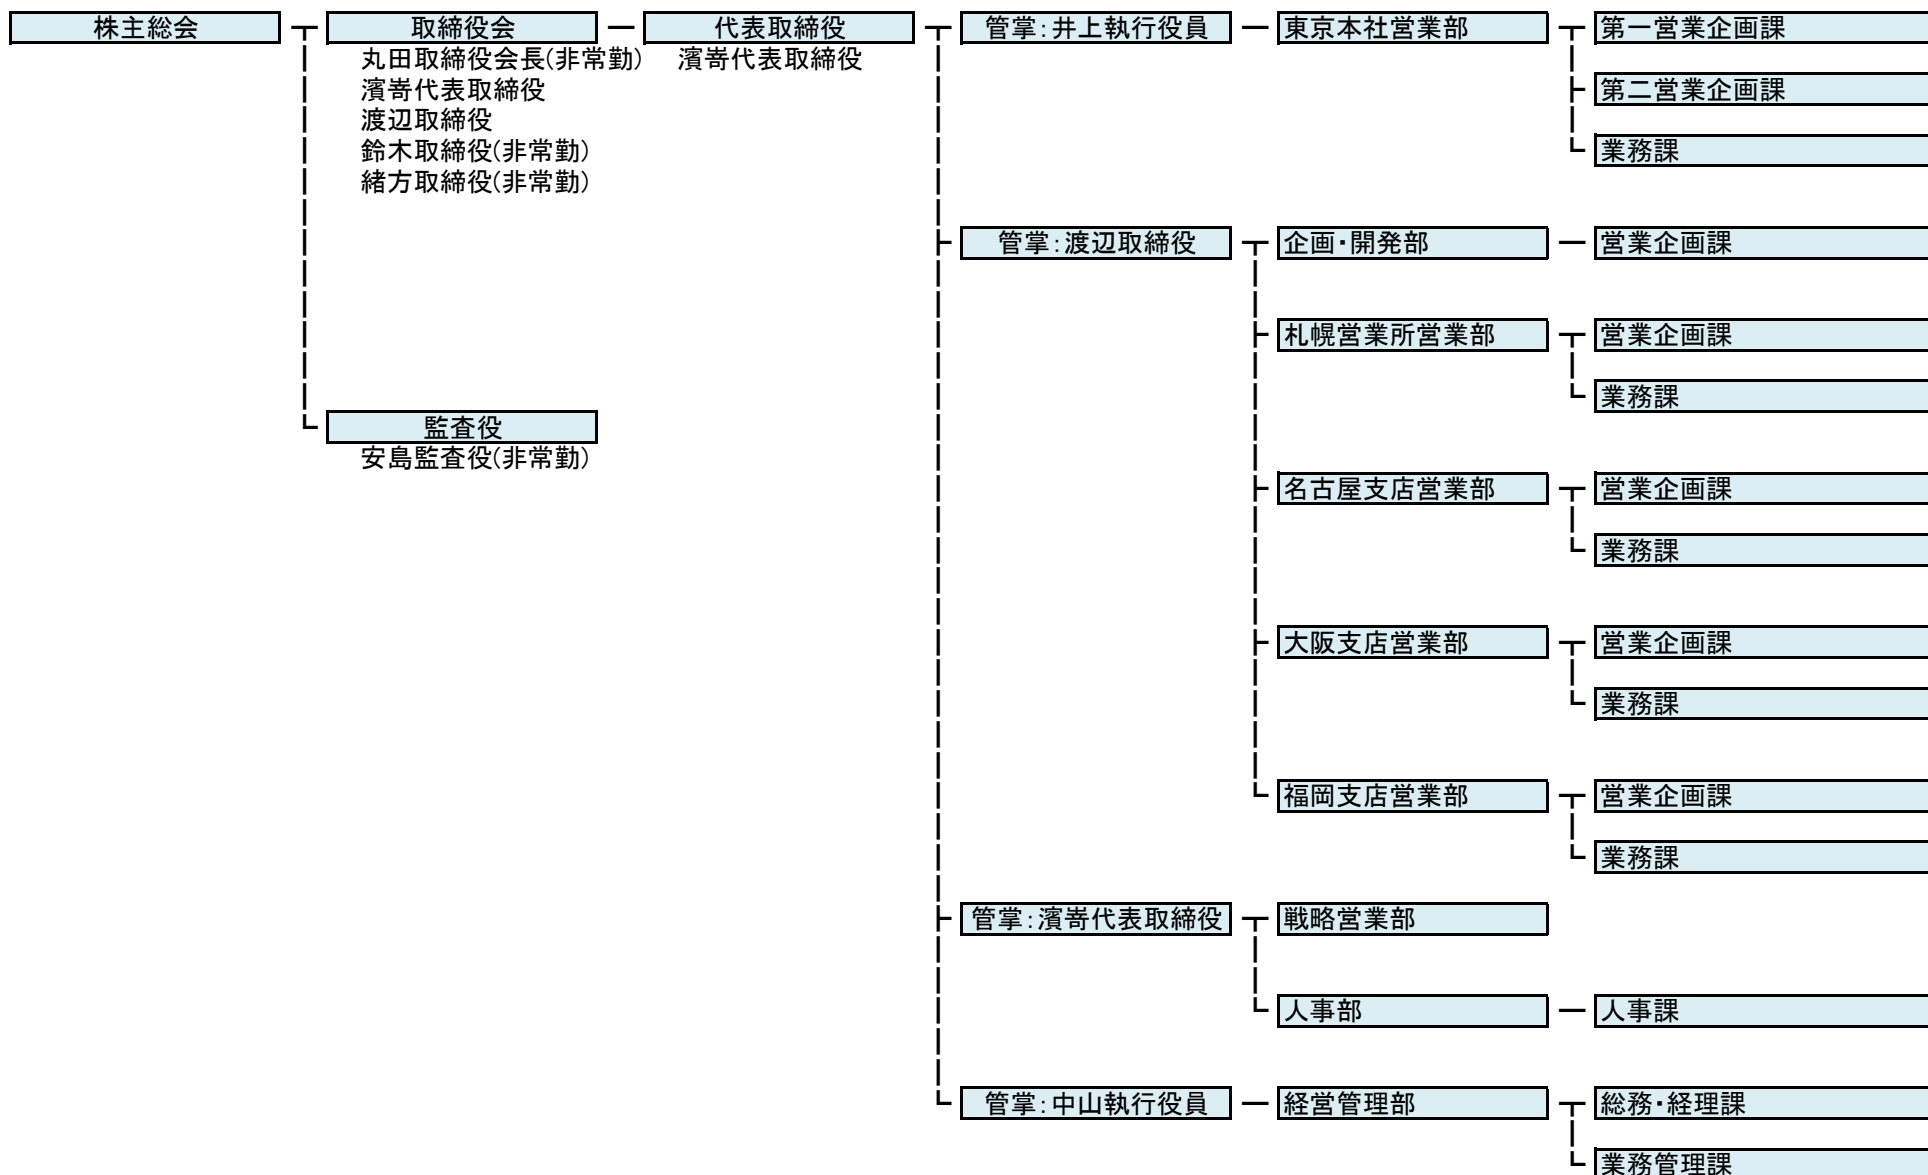 株主総会
取締役会
丸田取締役会長(非常勤)
濱嵜代表取締役
渡辺取締役
鈴木取締役(非常勤)
緒方取締役(非常勤)
監査役
安島監査役(非常勤)
代表取締役
濱嵜代表取締役
管掌:井上執行役員
東京本社営業部
第一営業企画課
第二営業企画課
業務課
管掌:渡辺取締役
企画・開発部
営業企画課
札幌営業所営業部
営業企画課
業務課
名古屋支店営業部
営業企画課
業務課
大阪支店営業部
営業企画課
業務課
福岡支店営業部
営業企画課
業務課
管掌:濱嵜代表取締役
戦略営業部
人事部
人事課
管掌:中山執行役員
経営管理部
総務・経理課
業務管理課